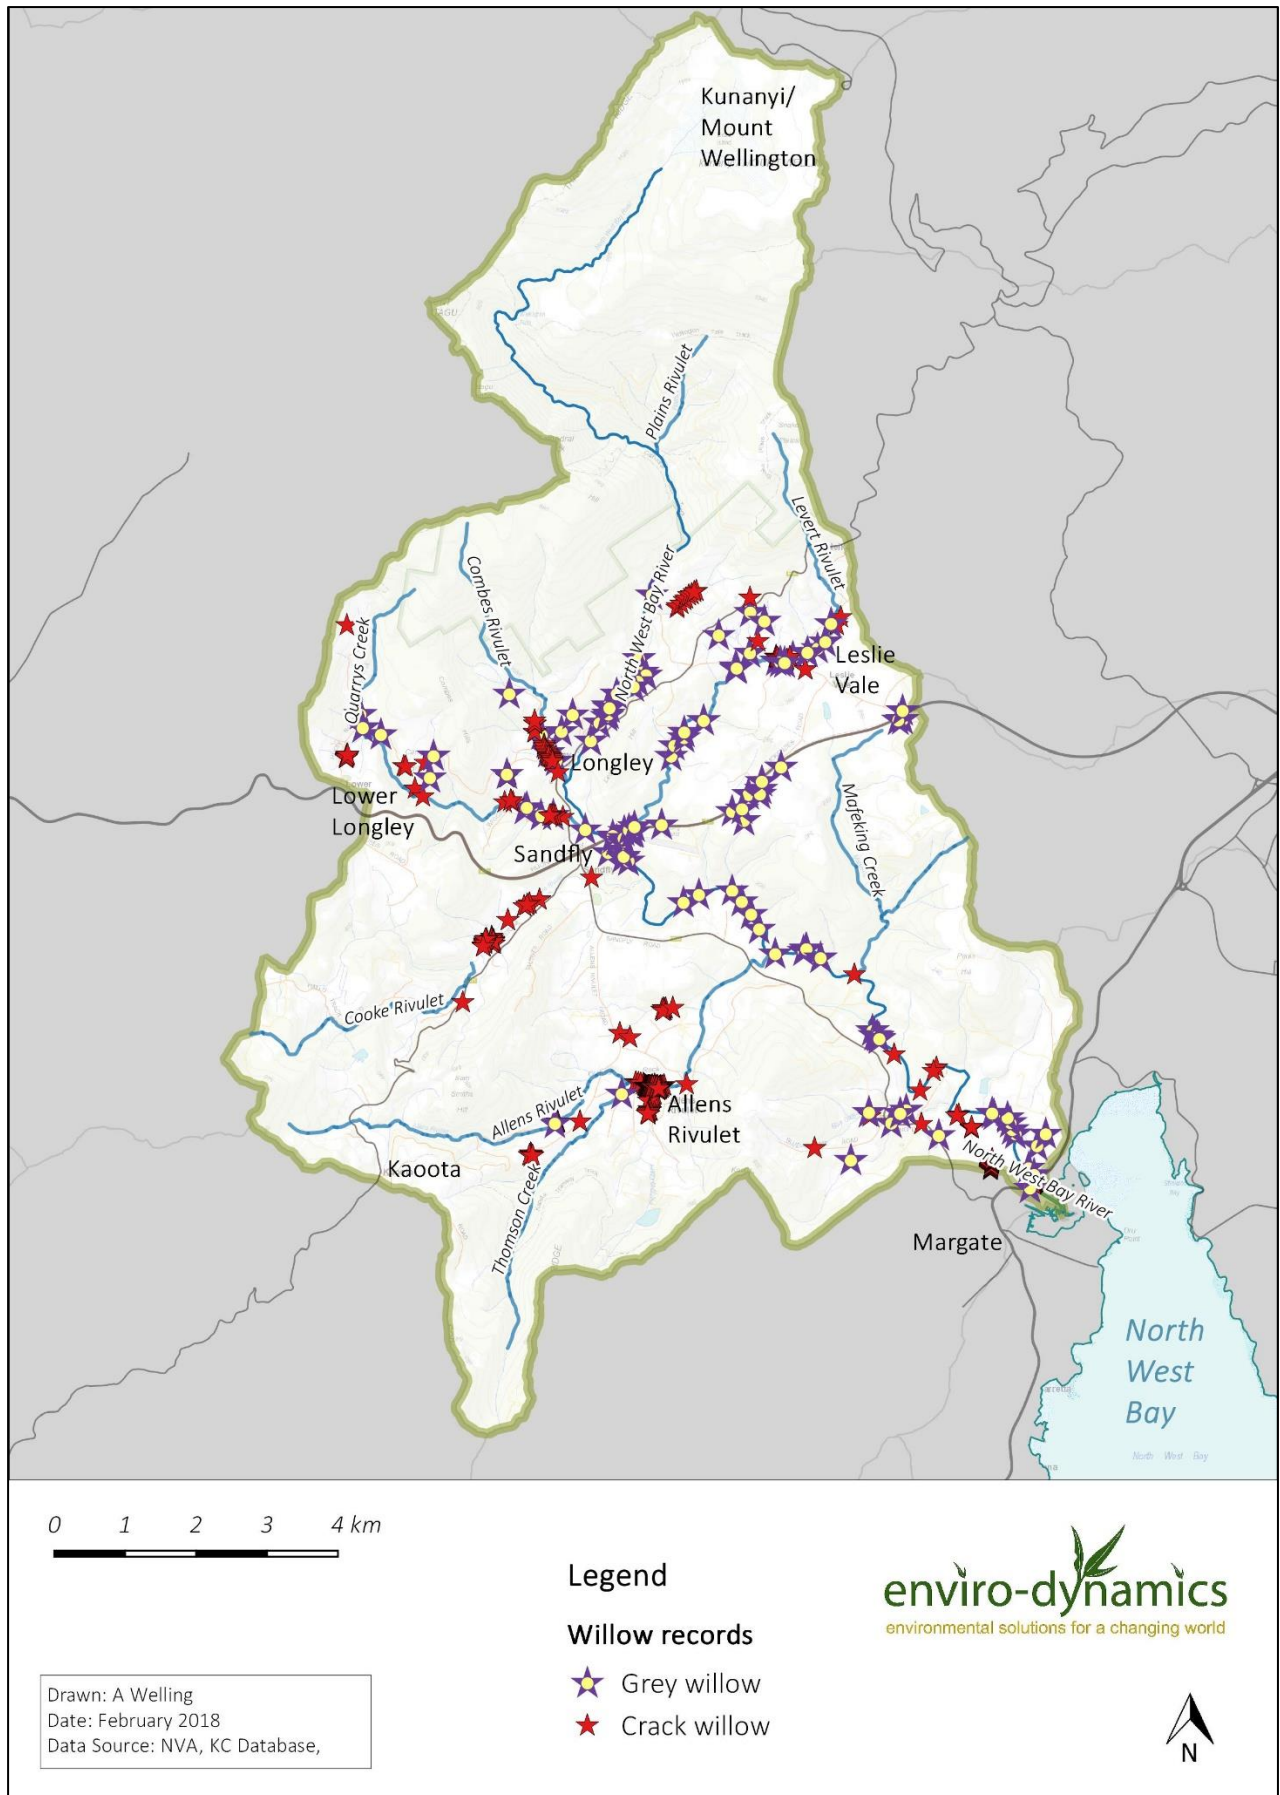 Kunanyi/
Mount
Wellington
Plains Rivulet
Levert Rivulet
Combes Rivulet
North West Bay River
Quarrys Creek
Leslie
Vale
Longley
Lower
Longley
Mafeking Creek
Sandfly
Cooke Rivulet
Allens Rivulet
Allens
Rivulet
Kaoota
Thomson Creek
North West Bay River
Margate
North
West
Bay
North West Bay
0 1 2 3 4 km
Legend
Willow records
Grey willow
Crack willow
enviro-dynamics
environmental solutions for a changing world
Drawn: A Welling
Date: February 2018
Data Source: NVA, KC Database,
N